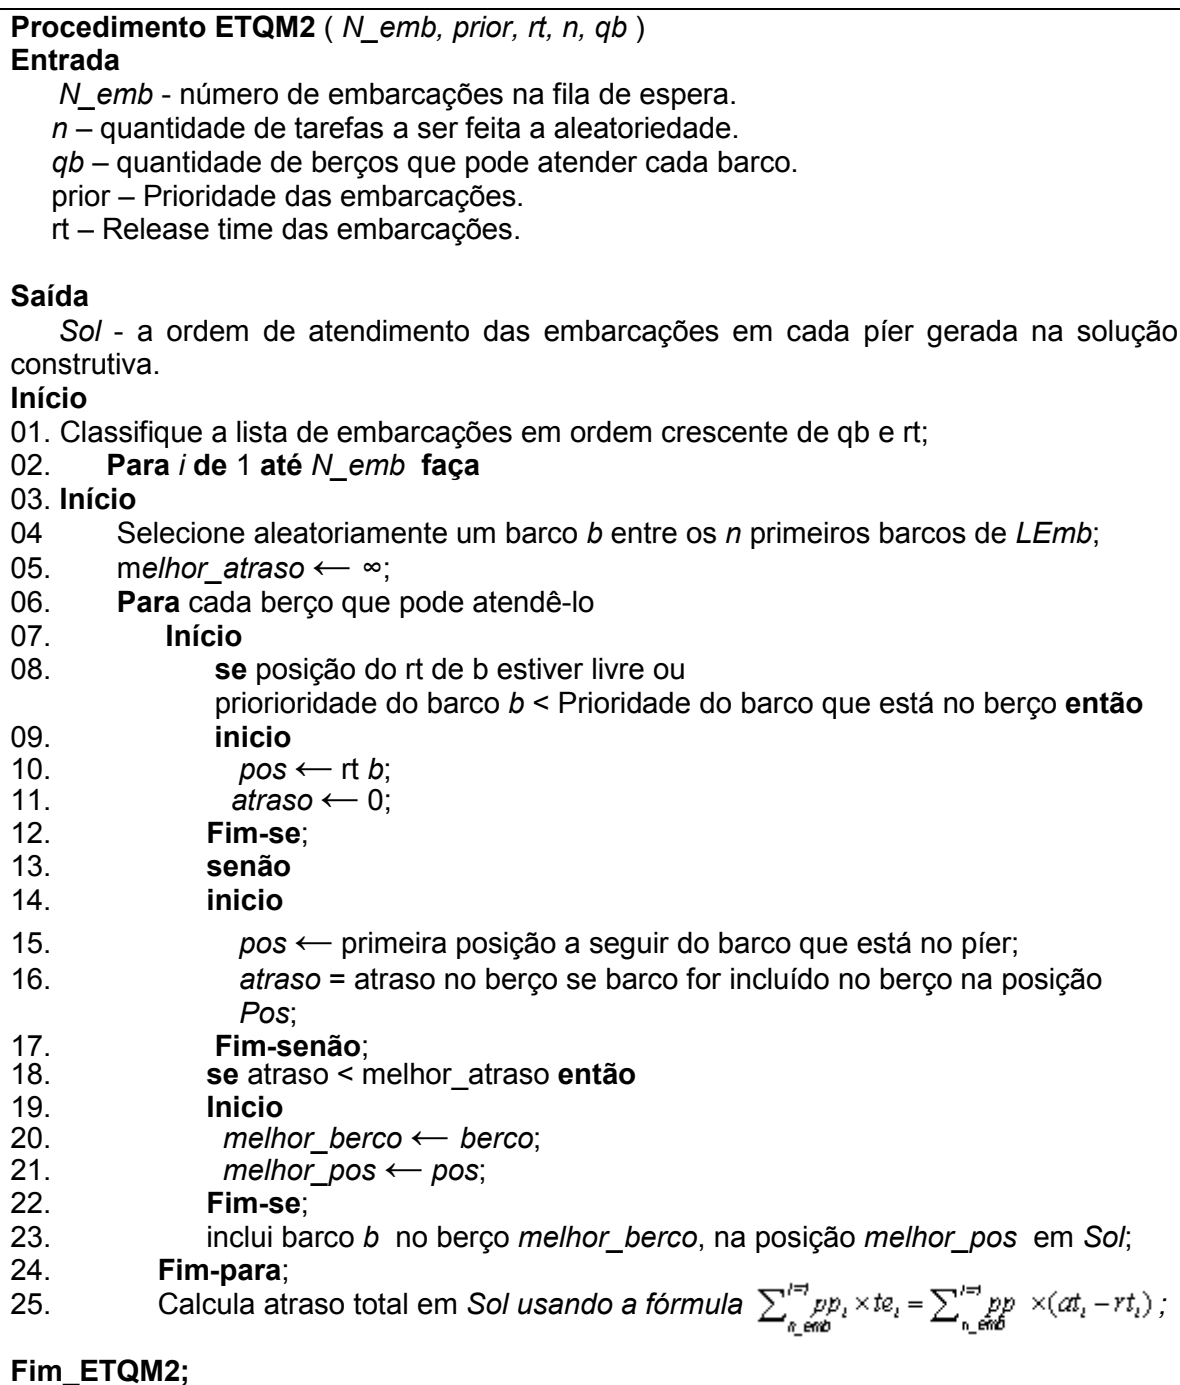 Procedimento ETQM2 ( N_emb, prior, rt, n, qb )
Entrada
N_emb - número de embarcações na fila de espera.
n – quantidade de tarefas a ser feita a aleatoriedade.
qb – quantidade de berços que pode atender cada barco.
prior – Prioridade das embarcações.
rt – Release time das embarcações.
Saída
Sol - a ordem de atendimento das embarcações em cada píer gerada na solução
construtiva.
Início
01. Classifique a lista de embarcações em ordem crescente de qb e rt;
02. Para i de 1 até N_emb faça
03. Início
04 Selecione aleatoriamente um barco b entre os n primeiros barcos de LEmb;
05. melhor_atraso ← ∞;
06. Para cada berço que pode atendê-lo
07. Início
08. se posição do rt de b estiver livre ou
priorioridade do barco b < Prioridade do barco que está no berço então
09. inicio
10. pos ← rt b;
11. atraso ← 0;
12. Fim-se;
13. senão
14. inicio
15. pos ← primeira posição a seguir do barco que está no píer;
16. atraso = atraso no berço se barco for incluído no berço na posição
Pos;
17. Fim-senão;
18. se atraso < melhor_atraso então
19. Inicio
20. melhor_berco ← berco;
21. melhor_pos ← pos;
22. Fim-se;
23. inclui barco b no berço melhor_berco, na posição melhor_pos em Sol;
24. Fim-para;
25. Calcula atraso total em Sol usando a fórmula ∑_{n_emb}^{i=i} pp_i × te_i = ∑_{n_emb}^{i=i} pp × (at_i − rt_i) ;
Fim_ETQM2;